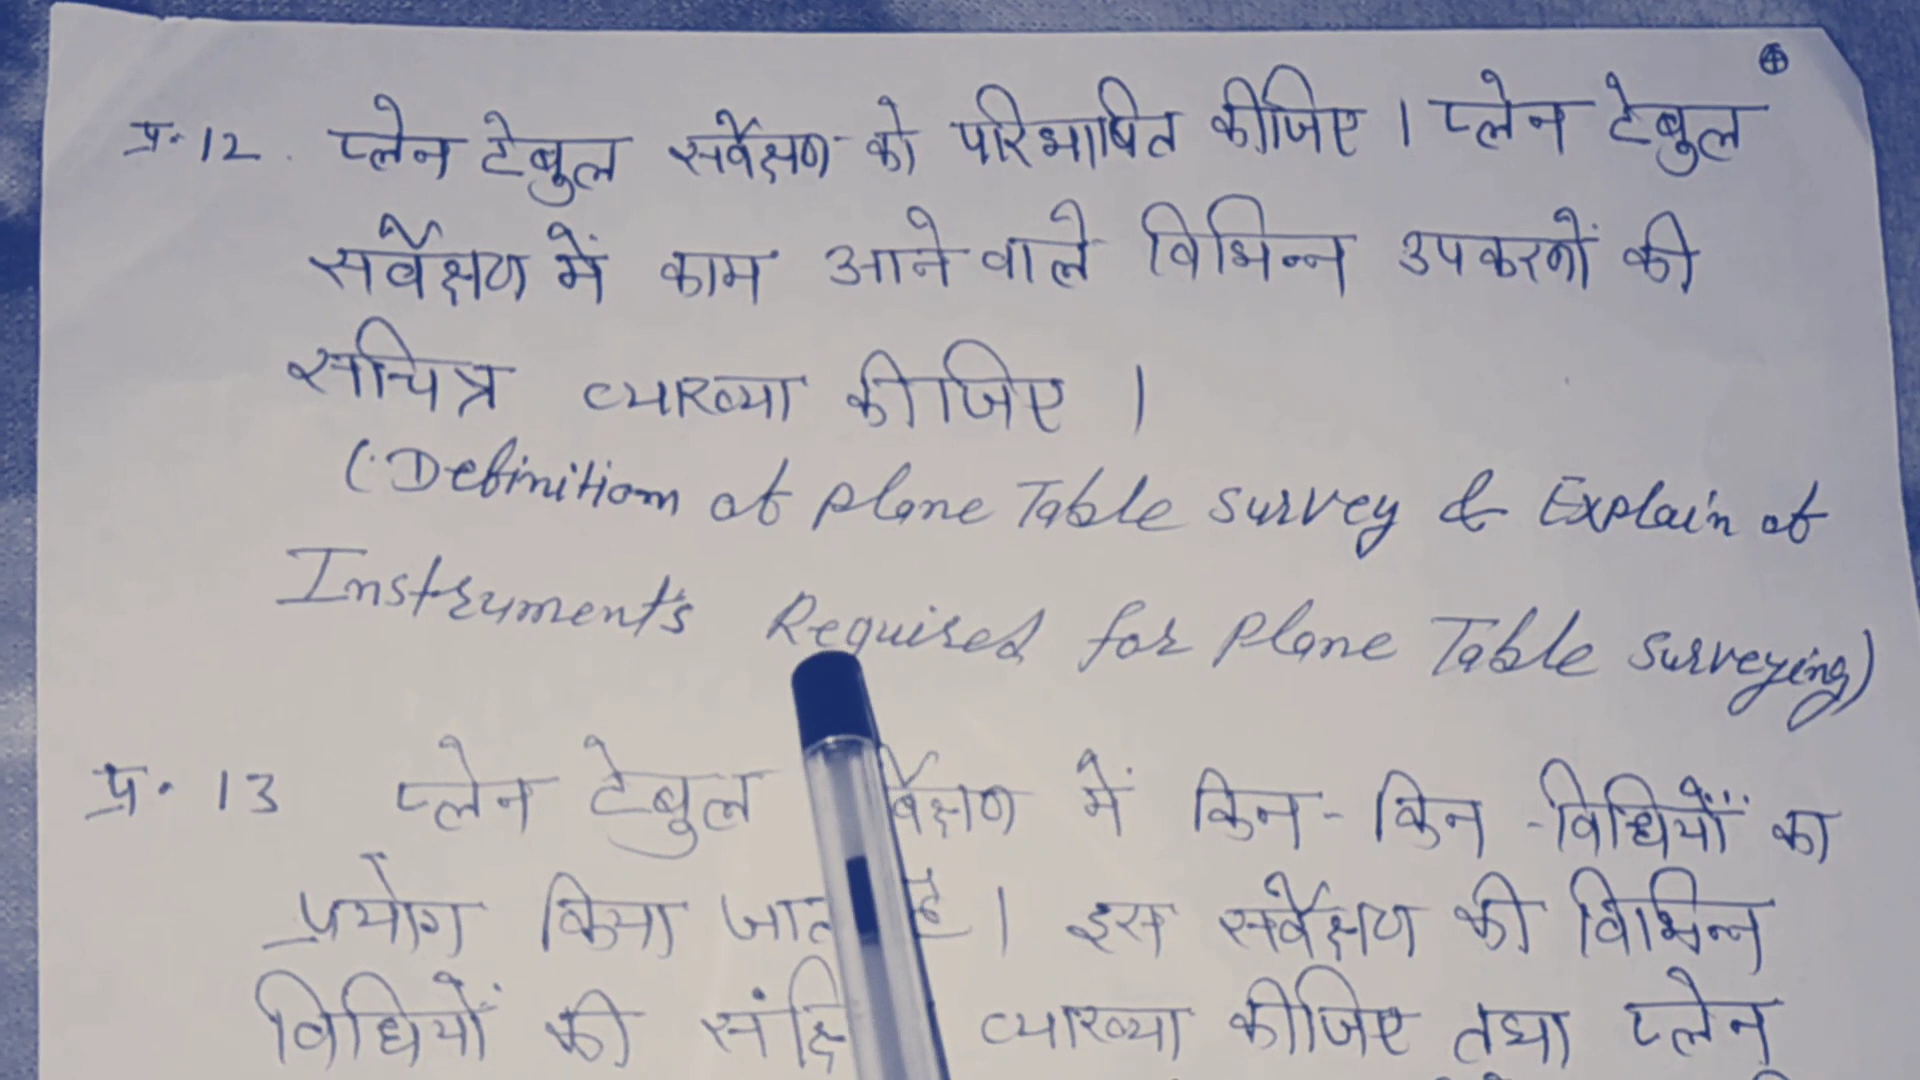 ④
प्र. 12. प्लेन टेबुल सर्वेक्षण को परिभाषित कीजिए । प्लेन टेबुल
सर्वेक्षण में काम आने वाले विभिन्न उपकरणों की
सचित्र व्याख्या कीजिए ।
(Definition of plane Table survey & Explain of
Instruments Required for plane Table surveying)
प्र. 13 प्लेन टेबुल में किन - किन - विधियों का
प्रयोग किया है । इस सर्वेक्षण की विभिन्न
विधियों की व्याख्या कीजिए तथा प्लेन